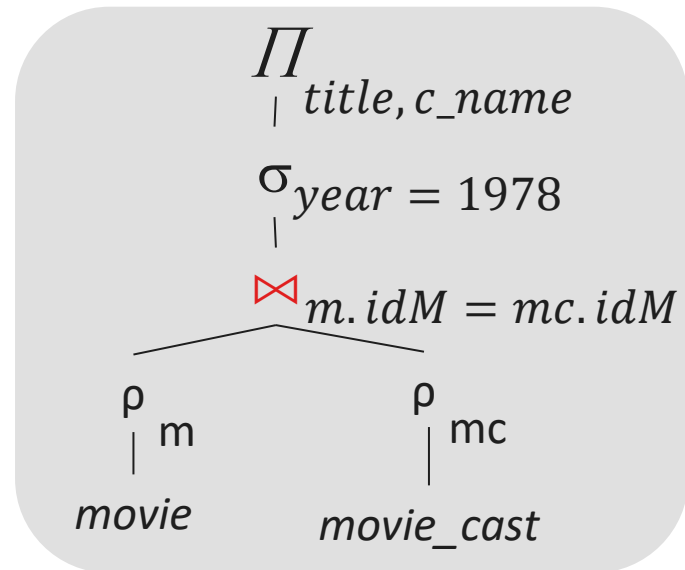 Π title, c_name
σ year = 1978
⋈ m.idM = mc.idM
ρ m ρ mc
movie movie_cast